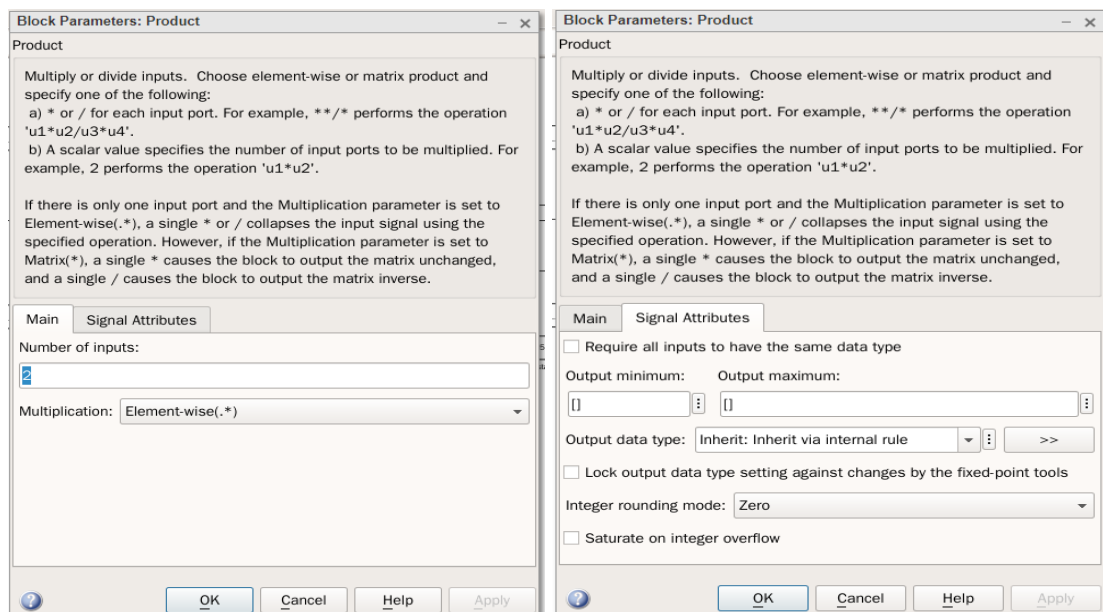 Block Parameters: Product
Product
Multiply or divide inputs.  Choose element-wise or matrix product and
specify one of the following:
a) * or / for each input port. For example, **/* performs the operation
'u1*u2/u3*u4'.
b) A scalar value specifies the number of input ports to be multiplied. For
example, 2 performs the operation 'u1*u2'.
If there is only one input port and the Multiplication parameter is set to
Element-wise(.*), a single * or / collapses the input signal using the
specified operation. However, if the Multiplication parameter is set to
Matrix(*), a single * causes the block to output the matrix unchanged,
and a single / causes the block to output the matrix inverse.
Main Signal Attributes
Number of inputs:
2
Multiplication: Element-wise(.*)
OK Cancel Help Apply
Block Parameters: Product
Product
Multiply or divide inputs.  Choose element-wise or matrix product and
specify one of the following:
a) * or / for each input port. For example, **/* performs the operation
'u1*u2/u3*u4'.
b) A scalar value specifies the number of input ports to be multiplied. For
example, 2 performs the operation 'u1*u2'.
If there is only one input port and the Multiplication parameter is set to
Element-wise(.*), a single * or / collapses the input signal using the
specified operation. However, if the Multiplication parameter is set to
Matrix(*), a single * causes the block to output the matrix unchanged,
and a single / causes the block to output the matrix inverse.
Main Signal Attributes
Require all inputs to have the same data type
Output minimum: Output maximum:
[] []
Output data type: Inherit: Inherit via internal rule >>
Lock output data type setting against changes by the fixed-point tools
Integer rounding mode: Zero
Saturate on integer overflow
OK Cancel Help Apply